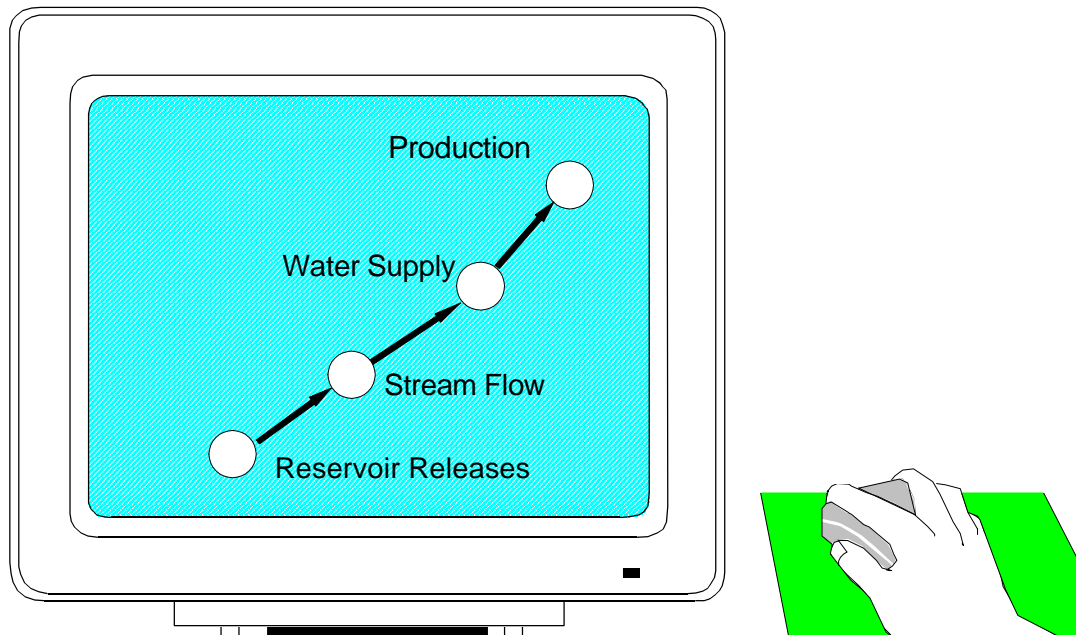 Production
Water Supply
Stream Flow
Reservoir Releases